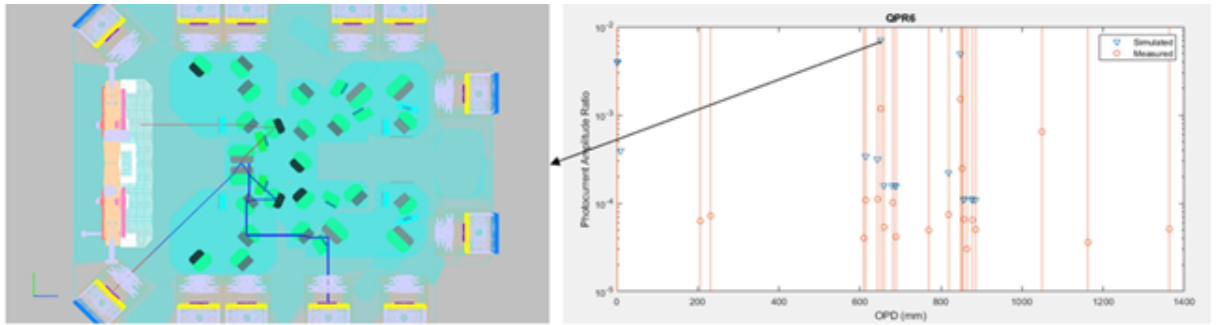 QPR6
10-2
Simulated
Measured
10-3
Photocurrent Amplitude Ratio
10-4
10-5
0 200 400 600 800 1000 1200 1400
OPD (mm)